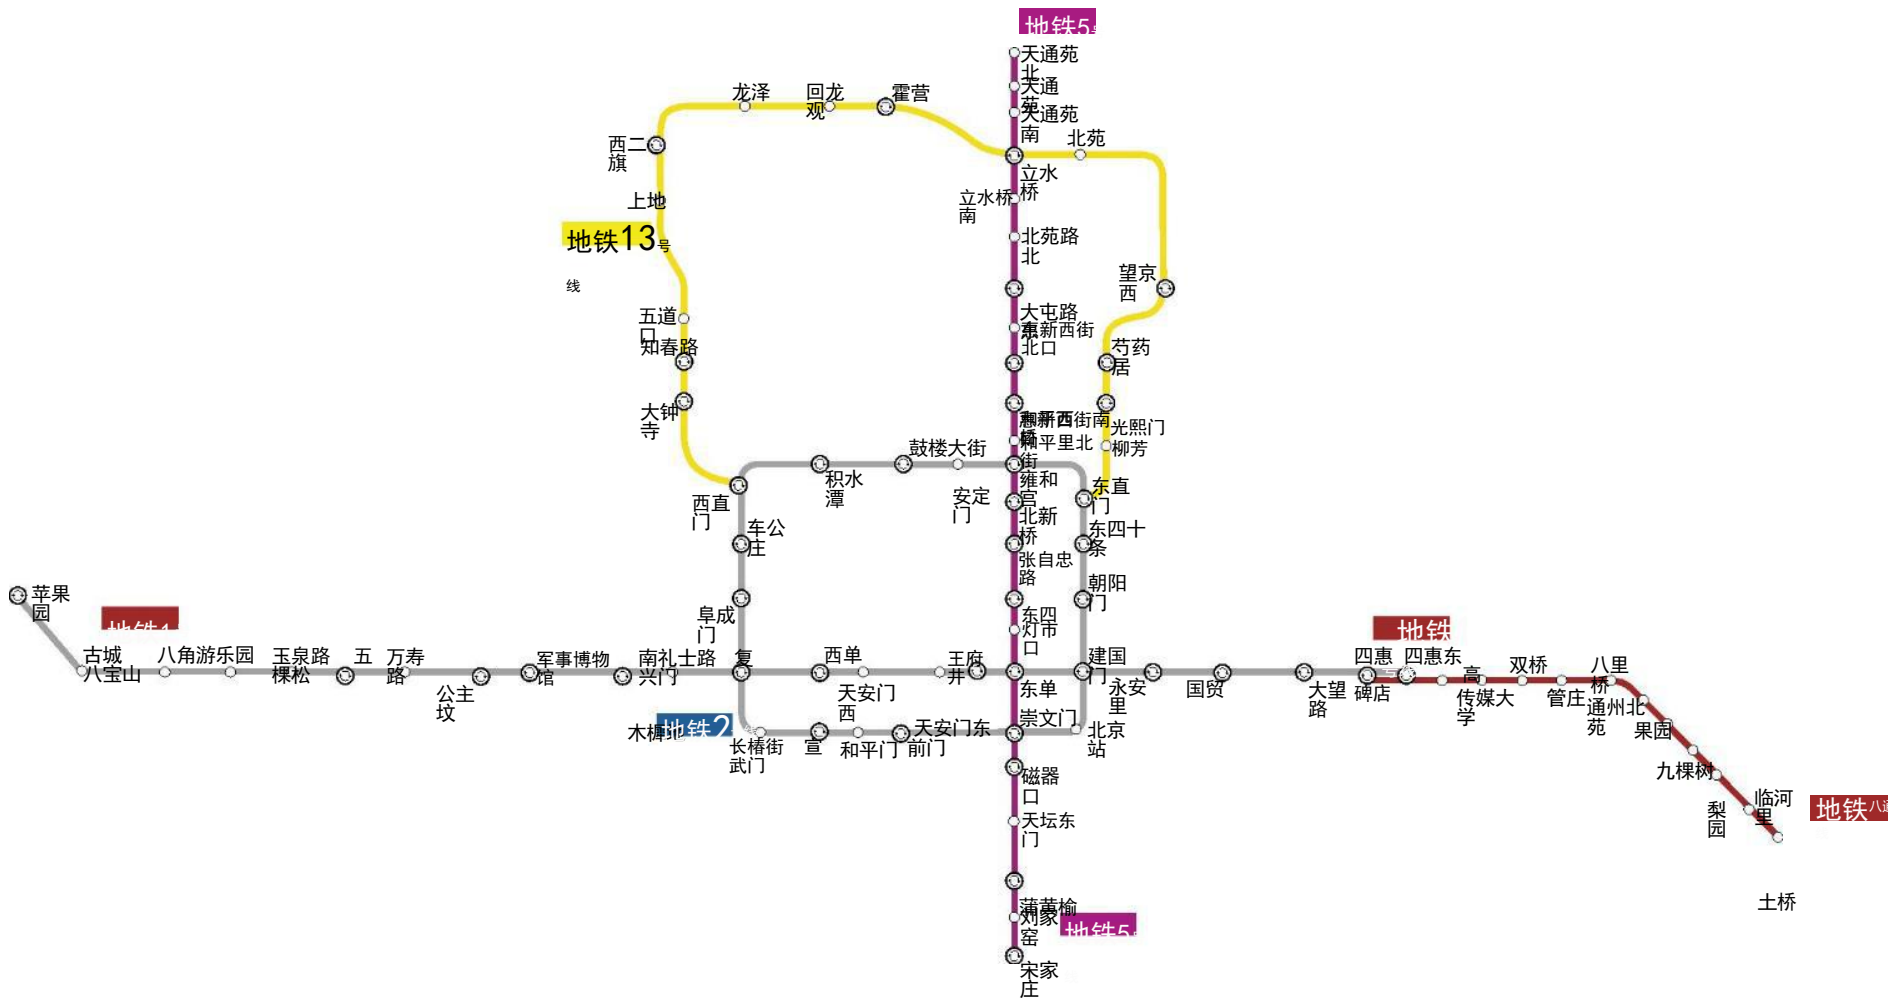 地铁5
天通苑
北
天通
苑
天通苑
南
龙泽
回龙
观
霍营
北苑
西二
旗
立水
桥
上地
立水桥
南
地铁13号
线
北苑路
北
望京
西
五道
口
大屯路
东
惠新西街
北口
知春路
芍药
居
大钟
寺
惠新西街南
和平西
桥
和平里北
街
光熙门
柳芳
鼓楼大街
积水
潭
雍和
宫
安定
门
西直
门
东直
门
北新
桥
车公
庄
东四十
条
张自忠
路
朝阳
门
苹果
园
阜成
门
东四
灯市
口
地铁1
地铁
古城
八宝山
八角游乐园
玉泉路
棵松
五
万寿
路
公主
坟
军事博物
馆
南礼士路
兴门
复
西单
天安门
西
王府
井
东单
建国
门
永安
里
国贸
大望
路
四惠
四惠东
碑店
高
传媒大
学
双桥
管庄
八里
桥
通州北
苑
果园
九棵树
梨
园
临河
里
土桥
地铁八通
木樨地
地铁2
长椿街
武门
宣
和平门
天安门东
前门
崇文门
北京
站
磁器
口
天坛东
门
蒲黄榆
刘家
窑
地铁5
宋家
庄